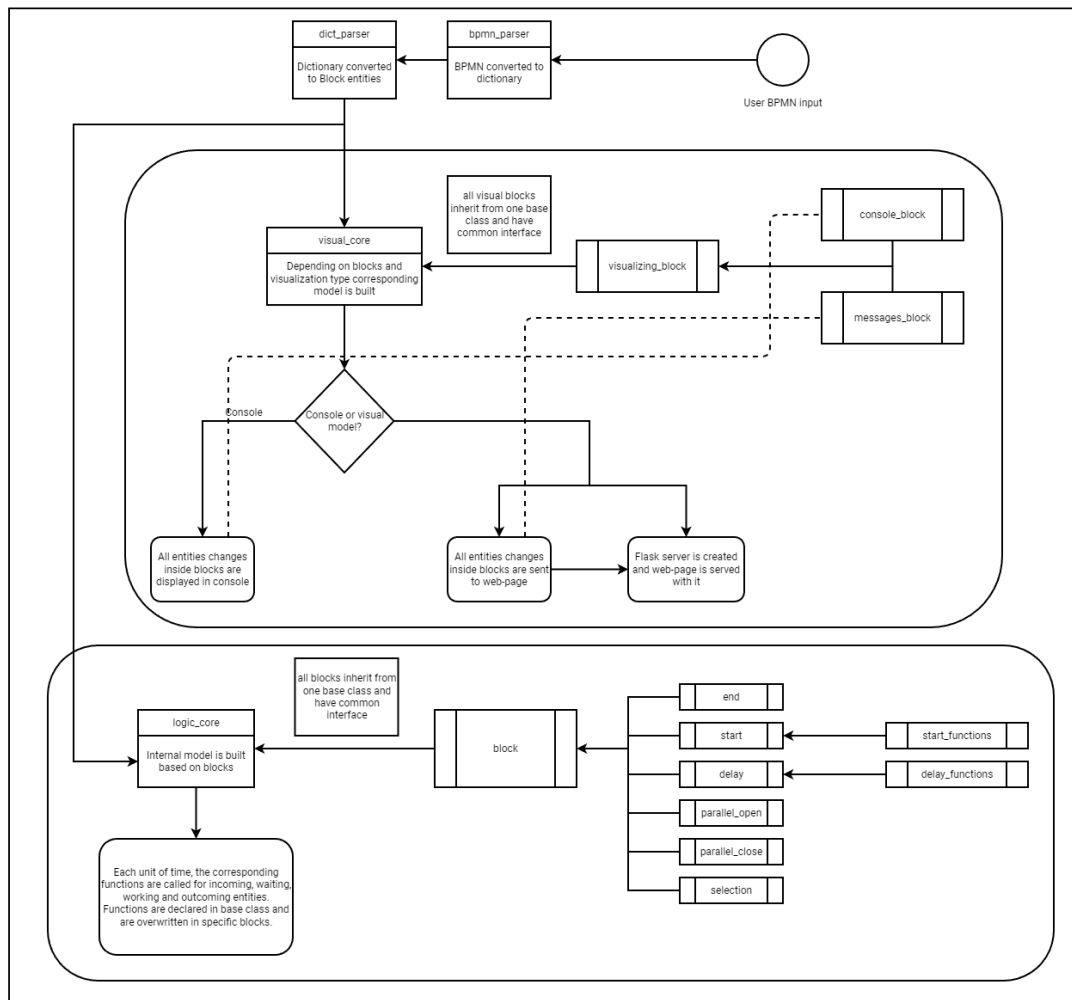 dict_parser
Dictionary converted
to Block entities
bpmn_parser
BPMN converted to
dictionary
User BPMN input
all visual blocks
inherit from one base
class and have
common interface
console_block
visual_core
Depending on blocks and
visualization type corresponding
model is built
visualizing_block
messages_block
Console
Console or visual
model?
All entities changes
inside blocks are
displayed in console
All entities changes
inside blocks are sent
to web-page
Flask server is created
and web-page is served
with it
all blocks inherit from
one base class and
have common
interface
logic_core
Internal model is built
based on blocks
block
end
start
start_functions
delay
delay_functions
parallel_open
parallel_close
selection
Each unit of time, the corresponding
functions are called for incoming, waiting,
working and outcoming entities.
Functions are declared in base class and
are overwritten in specific blocks.